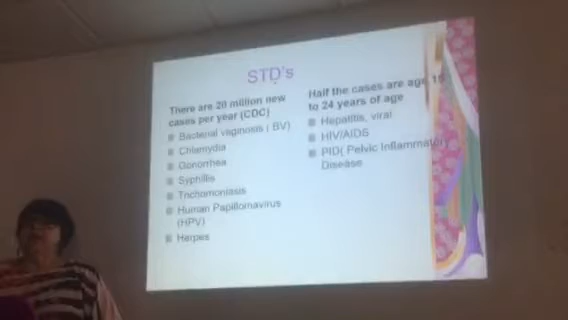 STD's
There are 20 million new
cases per year (CDC)
Bacterial vaginosis ( BV)
Chlamydia
Gonorrhea
Syphillis
Trichomoniasis
Human Papillomavirus
(HPV)
Herpes
Half the cases are age 15
to 24 years of age
Hepatitis, viral
HIV/AIDS
PID( Pelvic Inflammatory
Disease